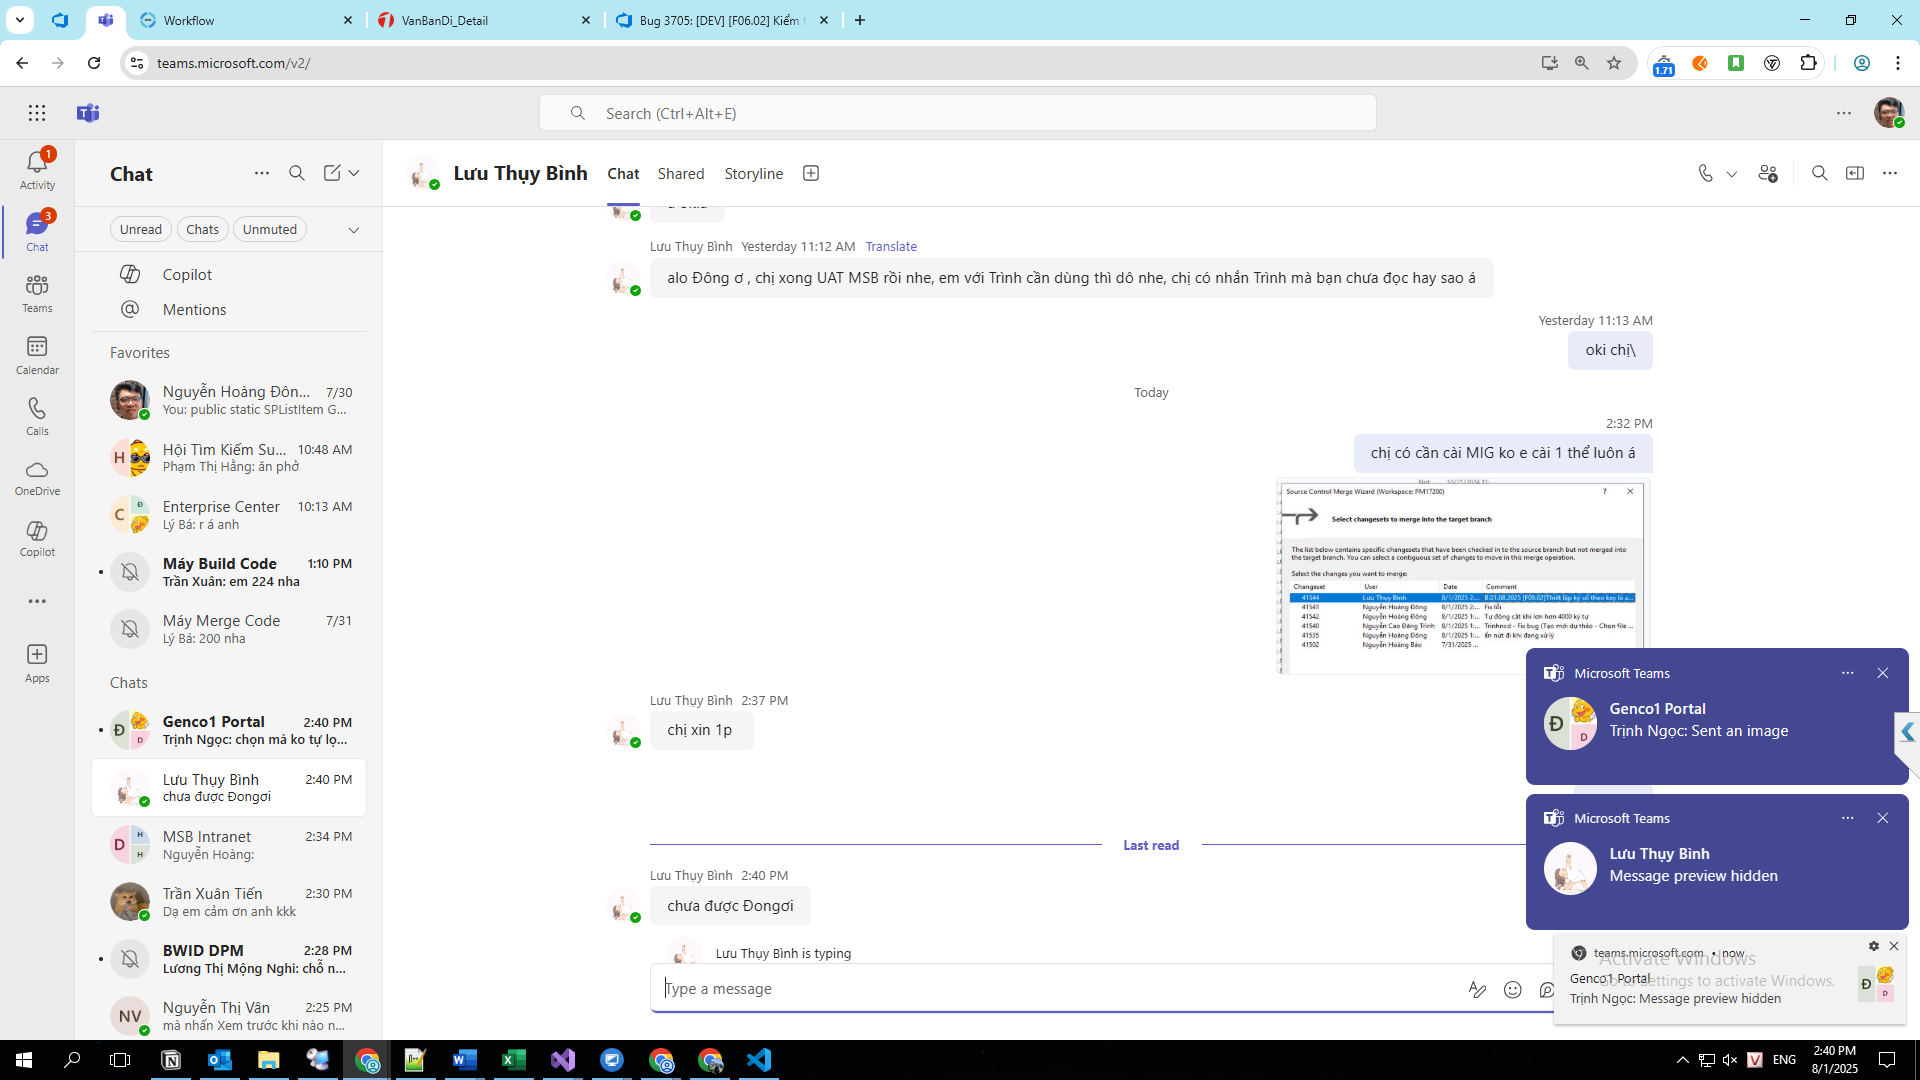 Workflow
VanBanDi_Detail
Bug 3705: [DEV] [F06.02] Kiểm t
teams.microsoft.com/v2/
1.71
Search (Ctrl+Alt+E)
1
Activity
3
Chat
Teams
Calendar
Calls
OneDrive
Copilot
Apps
Chat
Unread
Chats
Unmuted
Copilot
Mentions
Favorites
Nguyễn Hoàng Đôn... 7/30
You: public static SPListItem G...
H
Hội Tìm Kiếm Su... 10:48 AM
Phạm Thị Hằng: ăn phở
C
Đ
Enterprise Center 10:13 AM
Lý Bá: r á anh
Máy Build Code 1:10 PM
Trần Xuân: em 224 nha
Máy Merge Code 7/31
Lý Bá: 200 nha
Chats
Đ
D
Genco1 Portal 2:40 PM
Trịnh Ngọc: chọn mà ko tự lọ...
Lưu Thụy Bình 2:40 PM
chưa được Đongơi
D
H
H
MSB Intranet 2:34 PM
Nguyễn Hoàng:
Trần Xuân Tiến 2:30 PM
Dạ em cảm ơn anh kkk
BWID DPM 2:28 PM
Lương Thị Mộng Nghi: chỗ n...
NV
Nguyễn Thị Vân 2:25 PM
mà nhấn Xem trước khi nào n...
Lưu Thụy Bình
Chat
Shared
Storyline
Lưu Thụy Bình Yesterday 11:12 AM Translate
alo Đông ơ , chị xong UAT MSB rồi nhe, em với Trình cần dùng thì dô nhe, chị có nhắn Trình mà bạn chưa đọc hay sao á
Yesterday 11:13 AM
oki chị\
Today
2:32 PM
chị có cần cài MIG ko e cài 1 thể luôn á
Source Control Merge Wizard (Workspace: PM17200)
Select changesets to merge into the target branch
The list below contains specific changesets that have been checked in to the source branch but not merged into
the target branch. You can select a contiguous set of changes to move in this merge operation.
Select the changes you want to merge:
Changeset User Date Comment
41544 Lưu Thụy Bình 8/1/2025 2:... B.01.08.2025 [F09.02]Thiết lập ký số theo key là a...
41543 Nguyễn Hoàng Đông 8/1/2025 2:... Fix lỗi
41542 Nguyễn Hoàng Đông 8/1/2025 1:... Tự động cắt khi lớn hơn 4000 ký tự
41540 Nguyễn Cao Đăng Trình 8/1/2025 1:... Trinhncd - Fix bug (Tạo mới dự thảo - Chọn file ...
41535 Nguyễn Hoàng Đông 8/1/2025 1:... ẩn nút đi khi đang xử lý
41502 Nguyễn Hoàng Bảo 7/31/2025 ...
Lưu Thụy Bình 2:37 PM
chị xin 1p
Last read
Lưu Thụy Bình 2:40 PM
chưa được Đongơi
Lưu Thụy Bình is typing
Type a message
Microsoft Teams
Đ
D
Genco1 Portal
Trịnh Ngọc: Sent an image
Microsoft Teams
Lưu Thụy Bình
Message preview hidden
teams.microsoft.com • now
Activate Windows
Genco1 Portal
Go to Settings to activate Windows.
Trịnh Ngọc: Message preview hidden
Đ
D
ENG
2:40 PM
8/1/2025